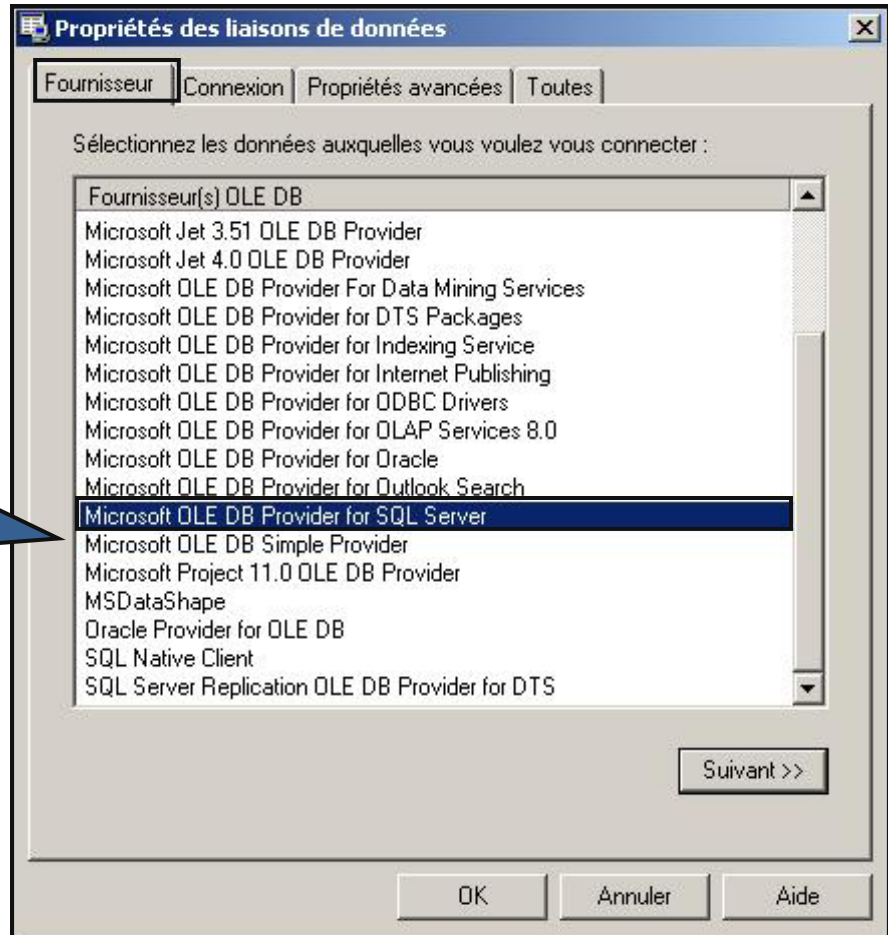 Propriétés des liaisons de données
Fournisseur Connexion Propriétés avancées Toutes
Sélectionnez les données auxquelles vous voulez vous connecter :
Fournisseur(s) OLE DB
Microsoft Jet 3.51 OLE DB Provider
Microsoft Jet 4.0 OLE DB Provider
Microsoft OLE DB Provider For Data Mining Services
Microsoft OLE DB Provider for DTS Packages
Microsoft OLE DB Provider for Indexing Service
Microsoft OLE DB Provider for Internet Publishing
Microsoft OLE DB Provider for ODBC Drivers
Microsoft OLE DB Provider for OLAP Services 8.0
Microsoft OLE DB Provider for Oracle
Microsoft OLE DB Provider for Outlook Search
Microsoft OLE DB Provider for SQL Server
Microsoft OLE DB Simple Provider
Microsoft Project 11.0 OLE DB Provider
MSDataShape
Oracle Provider for OLE DB
SQL Native Client
SQL Server Replication OLE DB Provider for DTS
Suivant >>
OK Annuler Aide